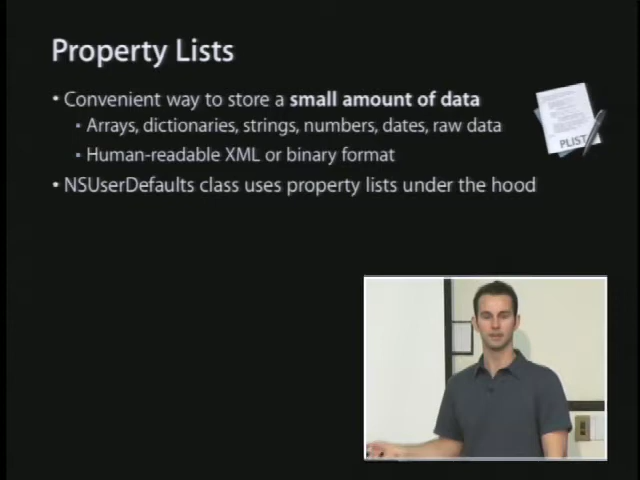 Property Lists
• Convenient way to store a small amount of data
▪ Arrays, dictionaries, strings, numbers, dates, raw data
▪ Human-readable XML or binary format
• NSUserDefaults class uses property lists under the hood
PLIST